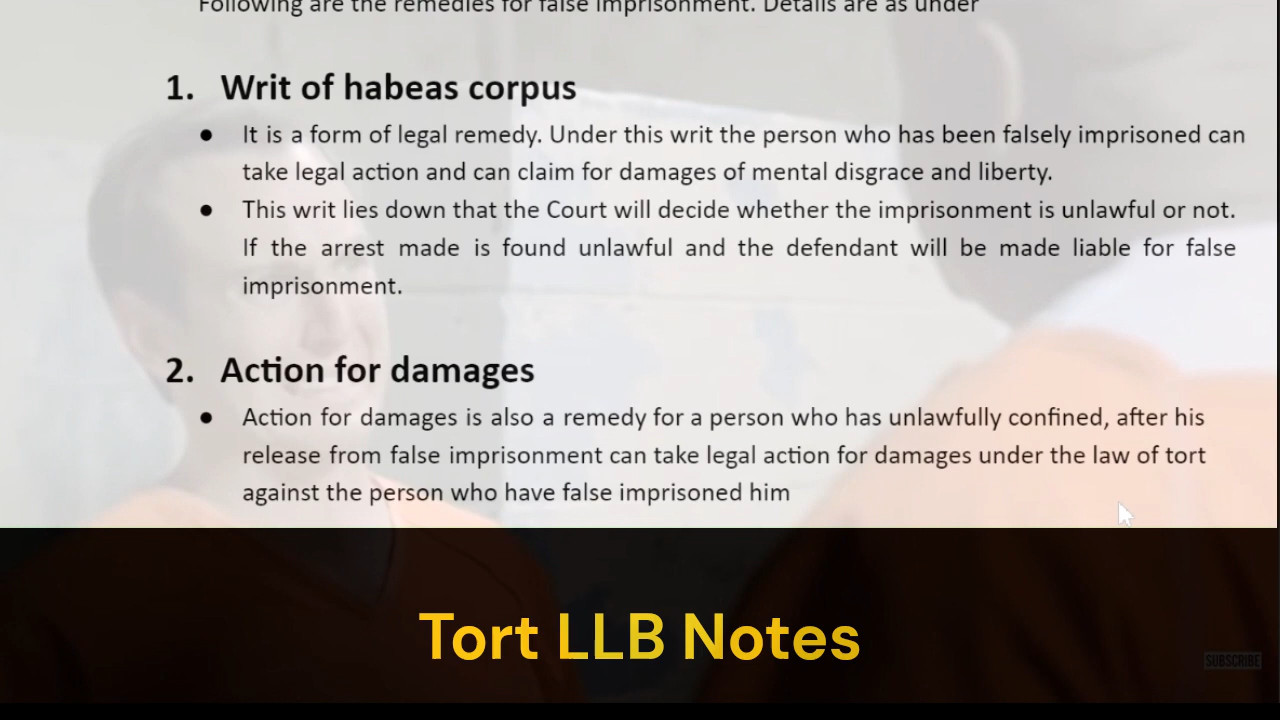 Following are the remedies for false imprisonment. Details are as under
1. Writ of habeas corpus
● It is a form of legal remedy. Under this writ the person who has been falsely imprisoned can
take legal action and can claim for damages of mental disgrace and liberty.
● This writ lies down that the Court will decide whether the imprisonment is unlawful or not.
If the arrest made is found unlawful and the defendant will be made liable for false
imprisonment.
2. Action for damages
● Action for damages is also a remedy for a person who has unlawfully confined, after his
release from false imprisonment can take legal action for damages under the law of tort
against the person who have false imprisoned him
Tort LLB Notes
SUBSCRIBE